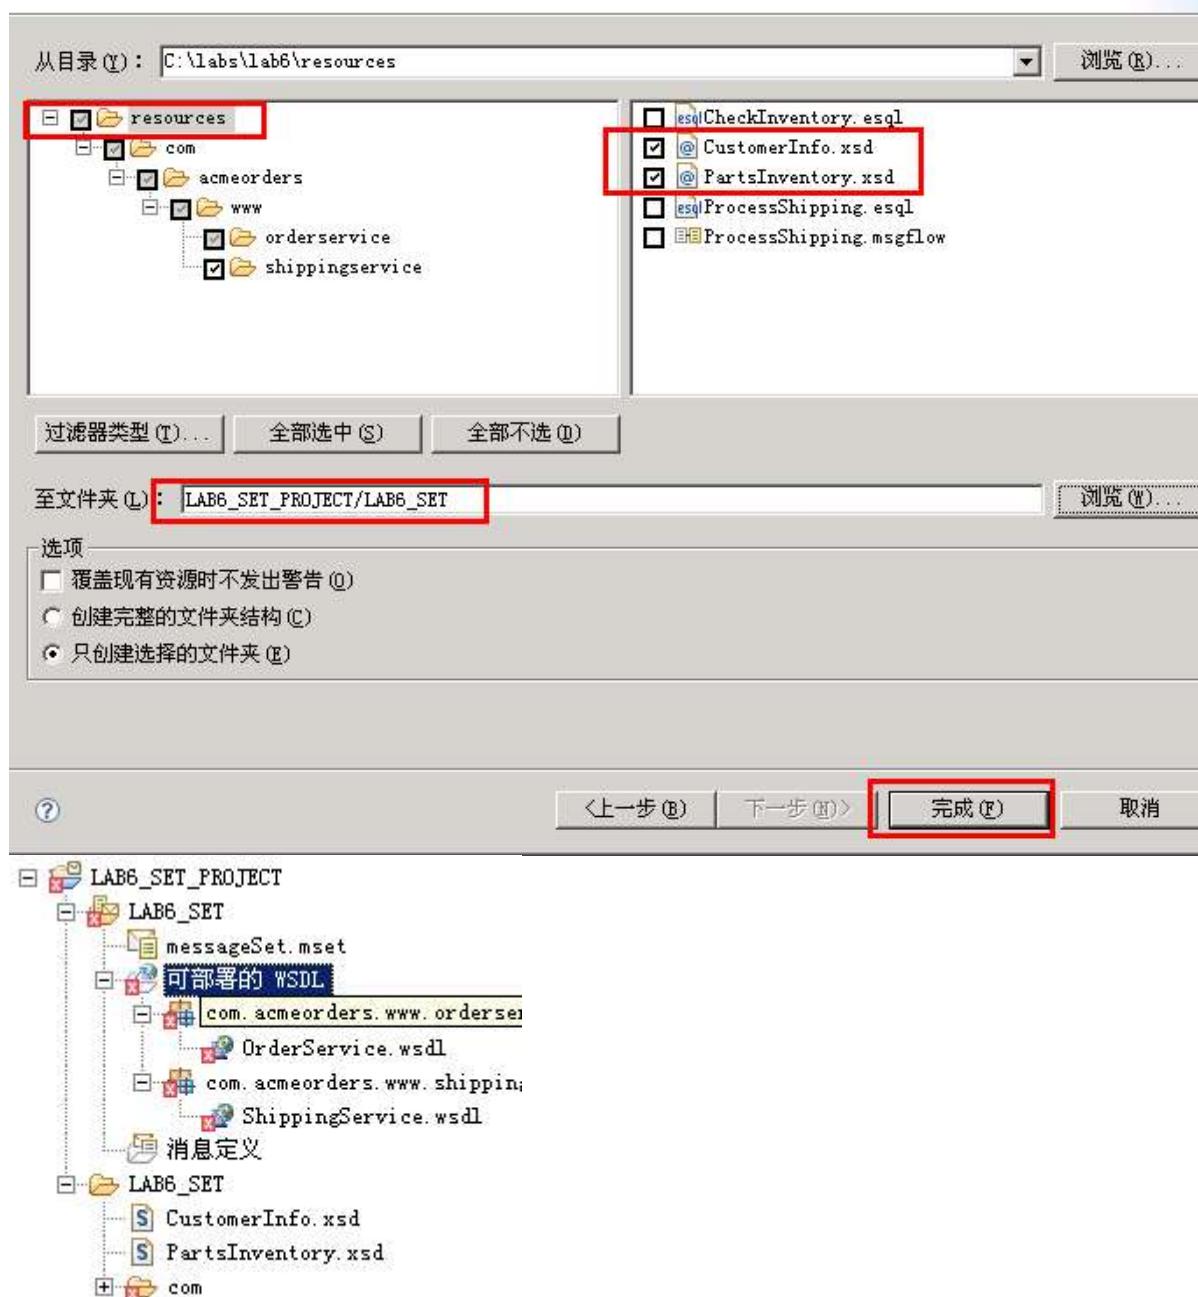 从目录(Y)： C:\labs\lab6\resources 浏览(R)...
resources
com
acmeorders
www
orderservice
shippingservice
esql CheckInventory.esql
@ CustomerInfo.xsd
@ PartsInventory.xsd
esql ProcessShipping.esql
ProcessShipping.msgflow
过滤器类型(T)... 全部选中(S) 全部不选(D)
至文件夹(L)： LAB6_SET_PROJECT/LAB6_SET 浏览(W)...
选项
覆盖现有资源时不发出警告(O)
创建完整的文件夹结构(C)
只创建选择的文件夹(E)
? <上一步(B) 下一步(N)> 完成(F) 取消
LAB6_SET_PROJECT
LAB6_SET
messageSet.mset
可部署的 WSDL
com.acmeorders.www.orderser
OrderService.wsdl
com.acmeorders.www.shipping
ShippingService.wsdl
消息定义
LAB6_SET
S CustomerInfo.xsd
S PartsInventory.xsd
com